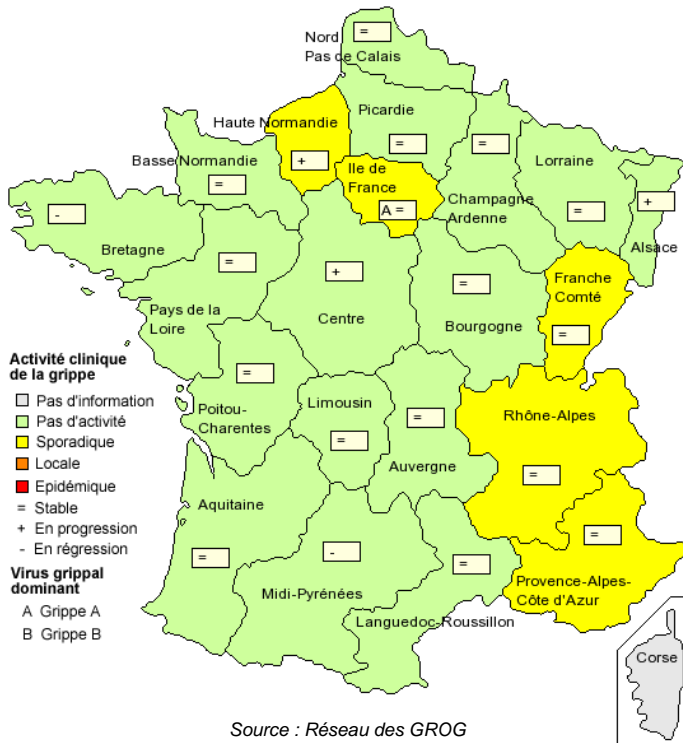 Nord
Pas de Calais
=
Picardie
=
=
Haute Normandie
+
Basse Normandie
=
Ile de
France
A =
Champagne
Ardenne
Lorraine
=
+
Alsace
-
Bretagne
=
Pays de la
Loire
+
Centre
=
Bourgogne
Franche
Comté
=
=
Poitou-
Charentes
Limousin
=
=
Auvergne
Rhône-Alpes
=
Aquitaine
=
-
Midi-Pyrénées
=
Languedoc-Roussillon
=
Provence-Alpes-
Côte d'Azur
Corse
Activité clinique
de la grippe
Pas d'information
Pas d'activité
Sporadique
Locale
Epidémique
= Stable
+ En progression
- En régression
Virus grippal
dominant
A Grippe A
B Grippe B
Source : Réseau des GROG